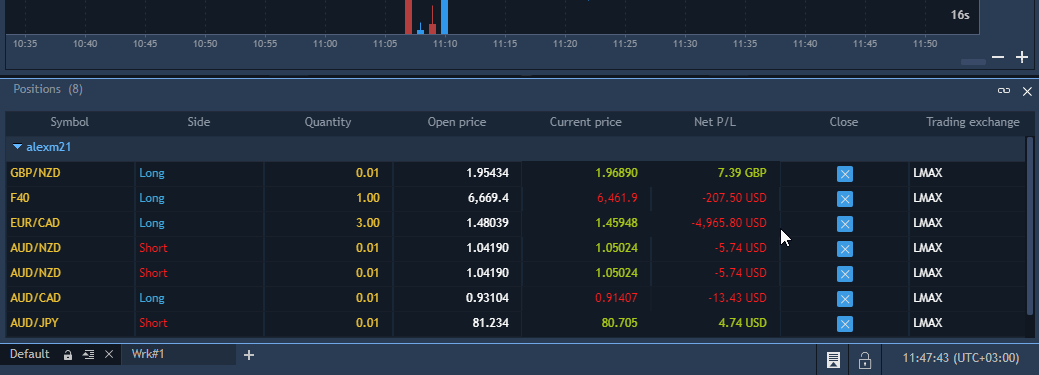 16s
10:35 10:40 10:45 10:50 10:55 11:00 11:05 11:10 11:15 11:20 11:25 11:30 11:35 11:40 11:45 11:50
Positions (8)
Symbol Side Quantity Open price Current price Net P/L Close Trading exchange
alexm21
GBP/NZD Long 0.01 1.95434 1.96890 7.39 GBP LMAX
F40 Long 1.00 6,669.4 6,461.9 -207.50 USD LMAX
EUR/CAD Long 3.00 1.48039 1.45948 -4,965.80 USD LMAX
AUD/NZD Short 0.01 1.04190 1.05024 -5.74 USD LMAX
AUD/NZD Short 0.01 1.04190 1.05024 -5.74 USD LMAX
AUD/CAD Long 0.01 0.93104 0.91407 -13.43 USD LMAX
AUD/JPY Short 0.01 81.234 80.705 4.74 USD LMAX
Default Wrk#1
11:47:43 (UTC+03:00)